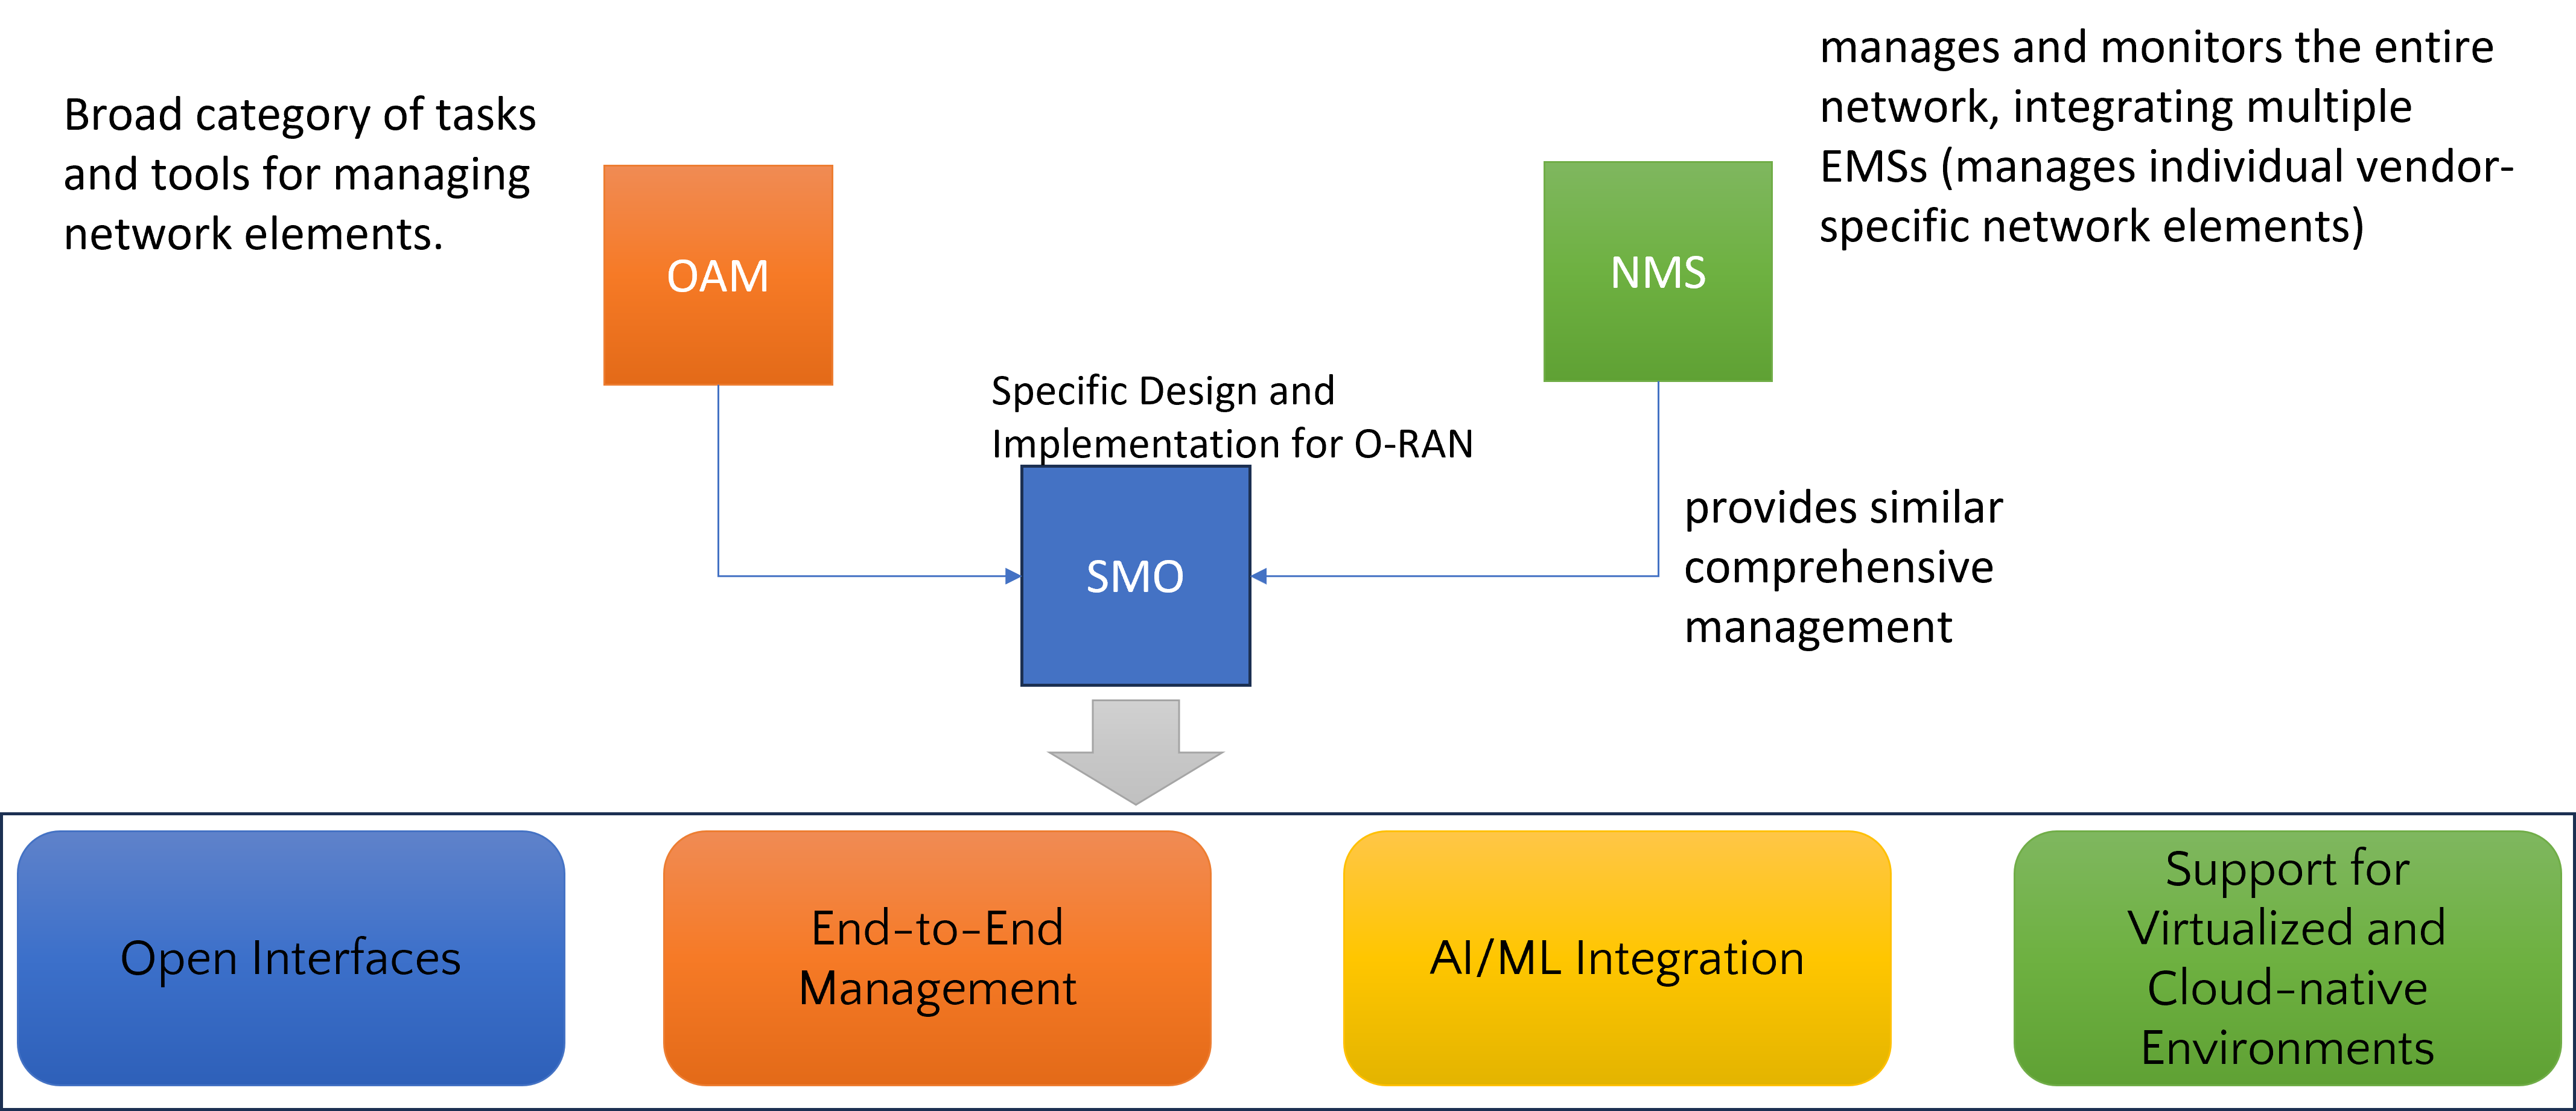 Broad category of tasks
and tools for managing
network elements.
OAM
manages and monitors the entire
network, integrating multiple
EMSs (manages individual vendor-
specific network elements)
NMS
Specific Design and
Implementation for O-RAN
SMO
provides similar
comprehensive
management
Open Interfaces
End-to-End
Management
AI/ML Integration
Support for
Virtualized and
Cloud-native
Environments